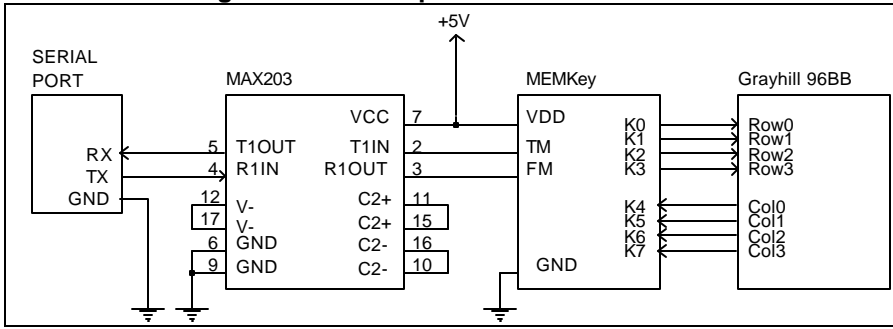 +5V
SERIAL
PORT
MAX203
MEMKey
Grayhill 96BB
RX
TX
GND
5
4
12
17
6
9
T1OUT
R1IN
V-
V-
GND
GND
VCC
T1IN
R1OUT
C2+
C2+
C2-
C2-
7
2
3
11
15
16
10
VDD
TM
FM
GND
K0
K1
K2
K3
K4
K5
K6
K7
Row0
Row1
Row2
Row3
Col0
Col1
Col2
Col3